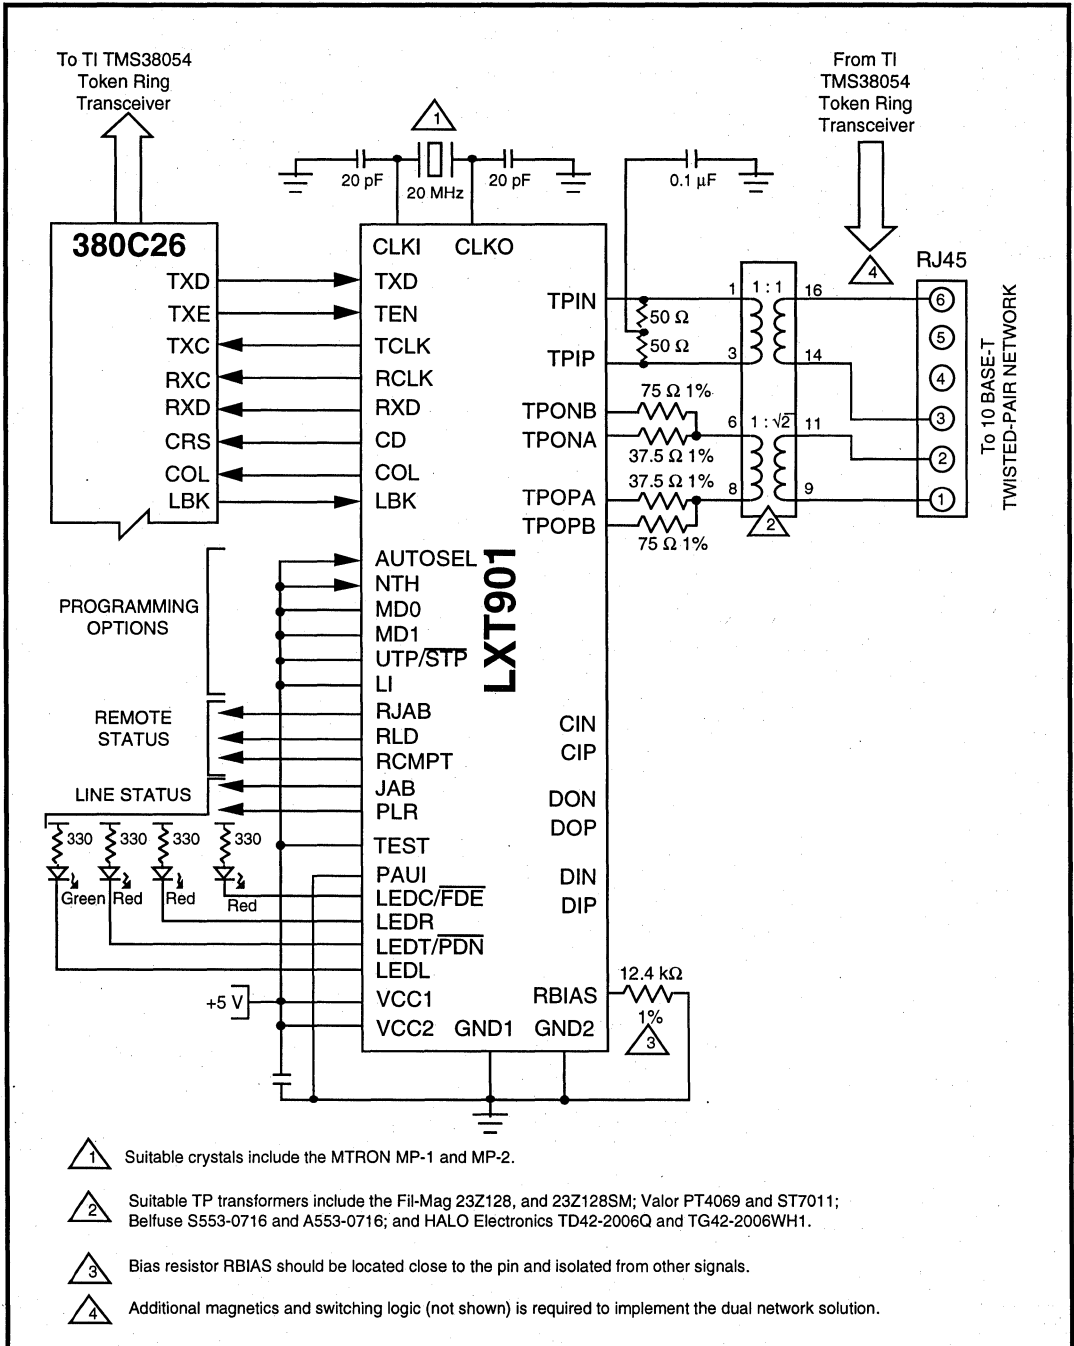 To TI TMS38054
Token Ring
Transceiver
From TI
TMS38054
Token Ring
Transceiver
1
20 pF
20 MHz
20 pF
0.1 µF
4
380C26
TXD
TXE
TXC
RXC
RXD
CRS
COL
LBK
CLKI
CLKO
TXD
TEN
TCLK
RCLK
RXD
CD
COL
LBK
AUTOSEL
NTH
MD0
MD1
UTP/STP
LI
RJAB
RLD
RCMPT
JAB
PLR
TEST
PAUI
LEDC/FDE
LEDR
LEDT/PDN
LEDL
VCC1
VCC2
GND1
GND2
LXT901
TPIN
TPIP
TPONB
TPONA
TPOPA
TPOPB
CIN
CIP
DON
DOP
DIN
DIP
RBIAS
50 Ω
50 Ω
75 Ω 1%
37.5 Ω 1%
37.5 Ω 1%
75 Ω 1%
1
1 : 1
16
3
14
6
1 : √2
11
8
9
2
RJ45
6
5
4
3
2
1
To 10 BASE-T
TWISTED-PAIR NETWORK
PROGRAMMING
OPTIONS
REMOTE
STATUS
LINE STATUS
330
330
330
330
Green
Red
Red
Red
+5 V
12.4 kΩ
1%
3
1 Suitable crystals include the MTRON MP-1 and MP-2.
2 Suitable TP transformers include the Fil-Mag 23Z128, and 23Z128SM; Valor PT4069 and ST7011;
Belfuse S553-0716 and A553-0716; and HALO Electronics TD42-2006Q and TG42-2006WH1.
3 Bias resistor RBIAS should be located close to the pin and isolated from other signals.
4 Additional magnetics and switching logic (not shown) is required to implement the dual network solution.